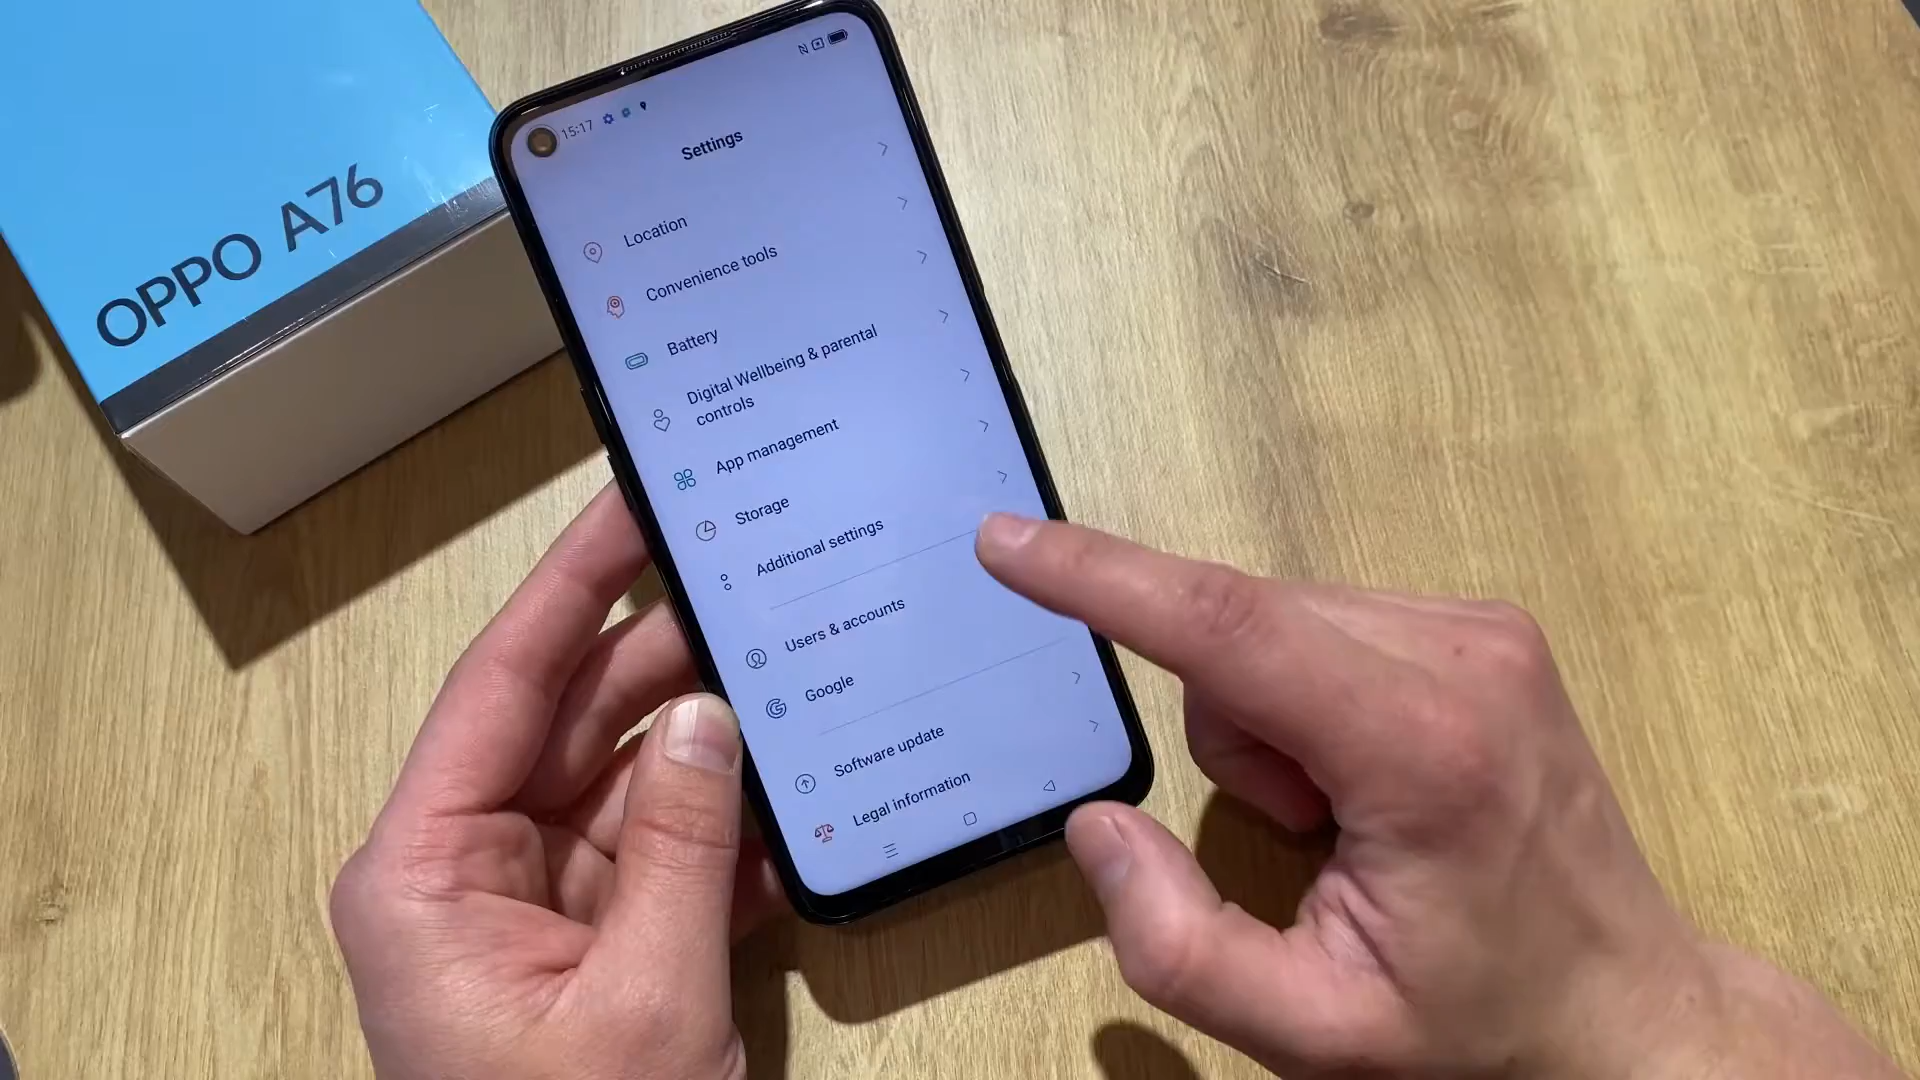 OPPO A76
15:17
Settings
Location
Convenience tools
Battery
Digital Wellbeing & parental
controls
App management
Storage
Additional settings
Users & accounts
Google
Software update
Legal information